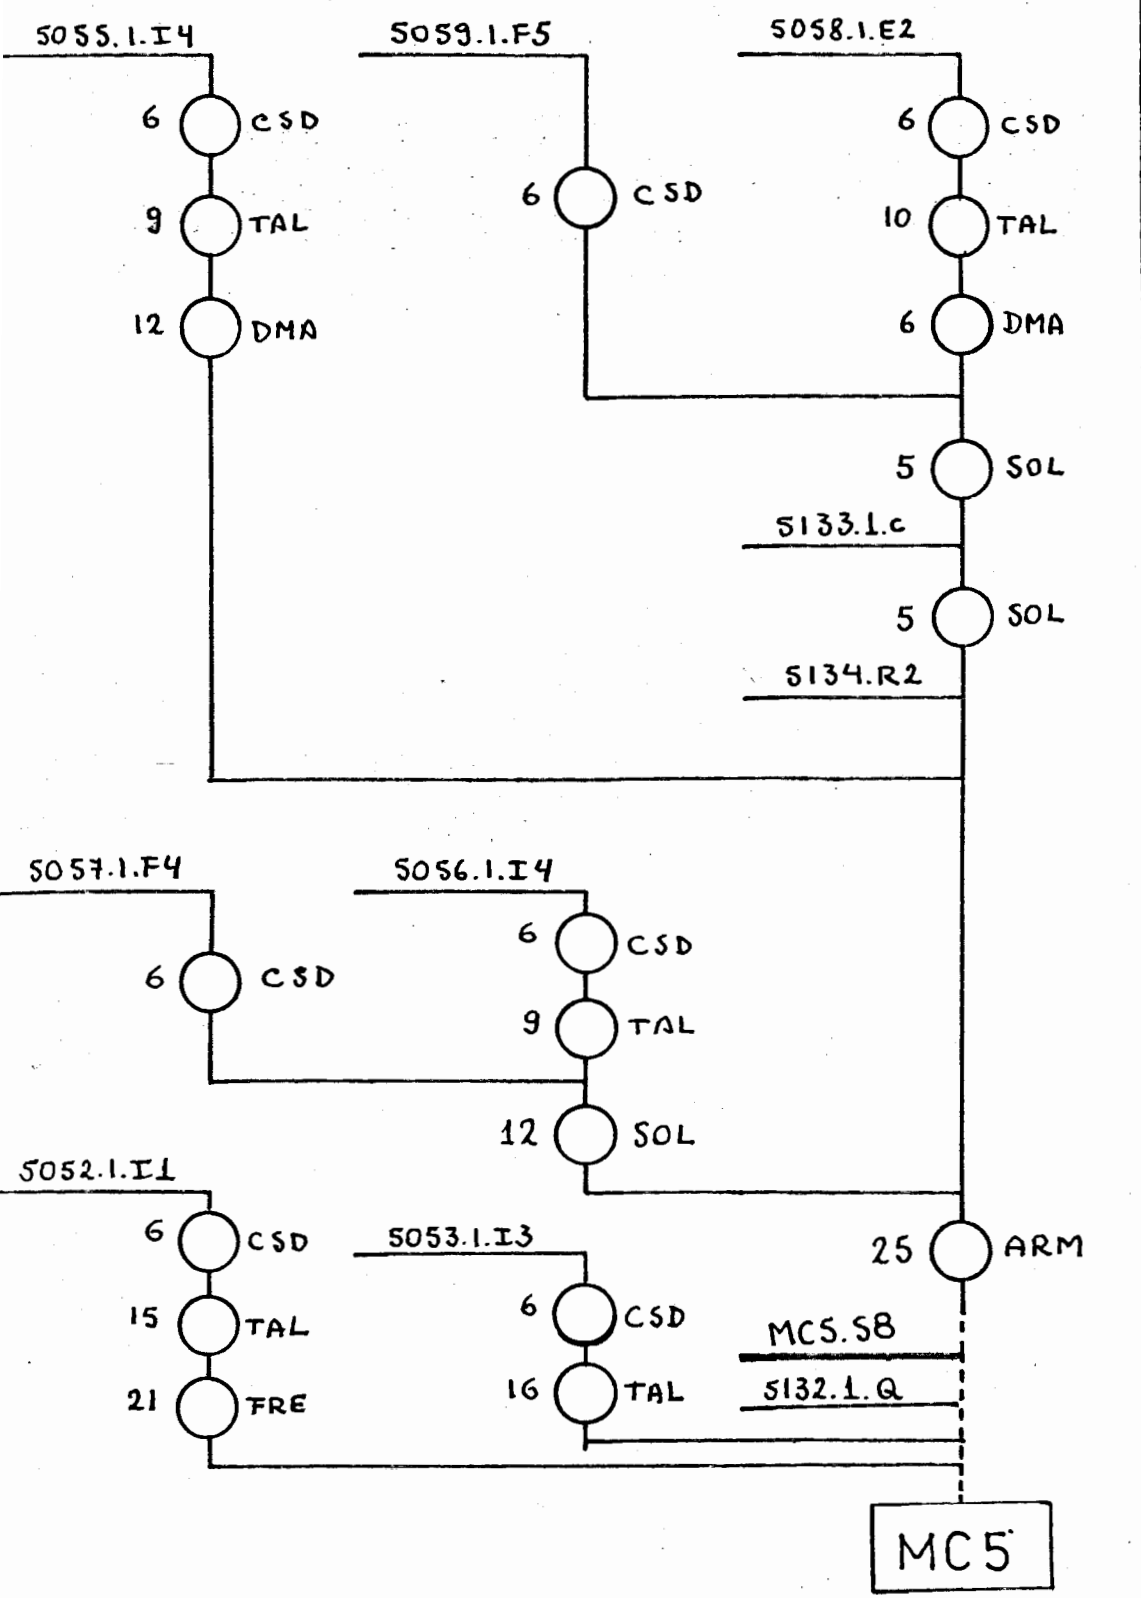 5055.1.I4
5059.1.F5
5058.1.E2
6 CSD
6 CSD
9 TAL
6 CSD
10 TAL
12 DMA
6 DMA
5 SOL
5133.1.c
5 SOL
5134.R2
5057.1.F4
5056.1.I4
6 CSD
6 CSD
9 TAL
12 SOL
5052.1.I1
6 CSD
5053.1.I3
25 ARM
15 TAL
6 CSD
MC5.SB
21 FRE
16 TAL
5132.1.Q
MC5